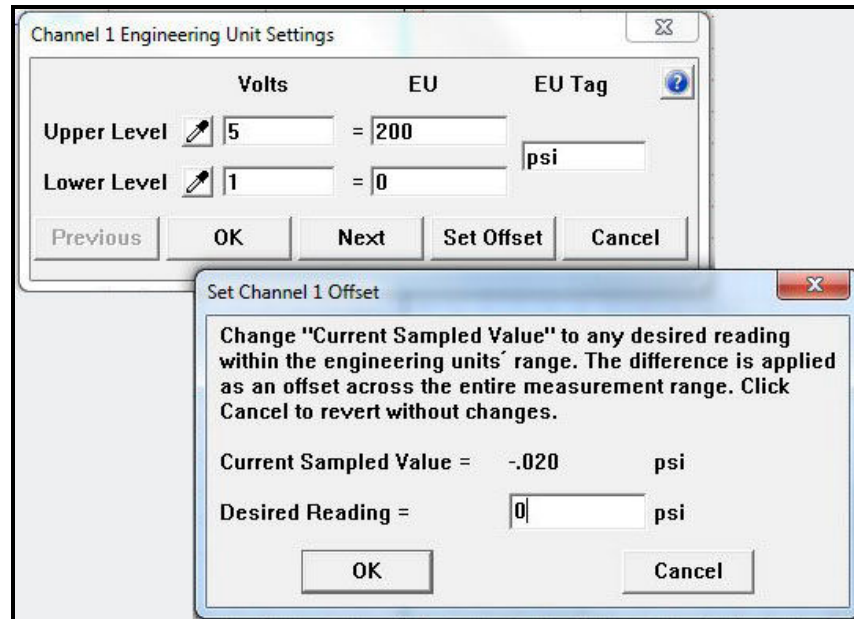 Channel 1 Engineering Unit Settings
Volts EU EU Tag
Upper Level 5 = 200
psi
Lower Level 1 = 0
Previous OK Next Set Offset Cancel
Set Channel 1 Offset
Change "Current Sampled Value" to any desired reading
within the engineering units´ range. The difference is applied
as an offset across the entire measurement range. Click
Cancel to revert without changes.
Current Sampled Value = -.020 psi
Desired Reading = 0 psi
OK Cancel